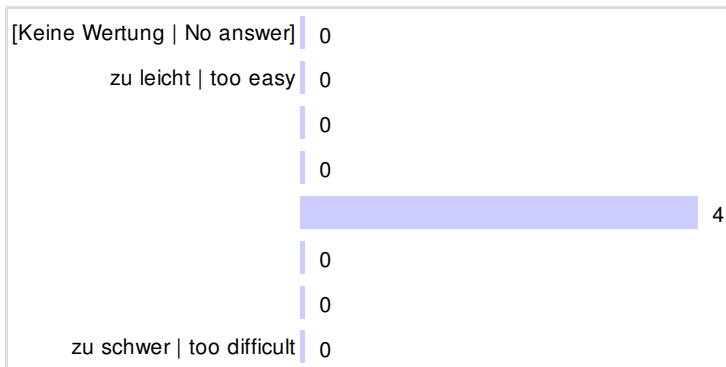 [Keine Wertung | No answer] 0
zu leicht | too easy 0
0
0
4
0
0
zu schwer | too difficult 0